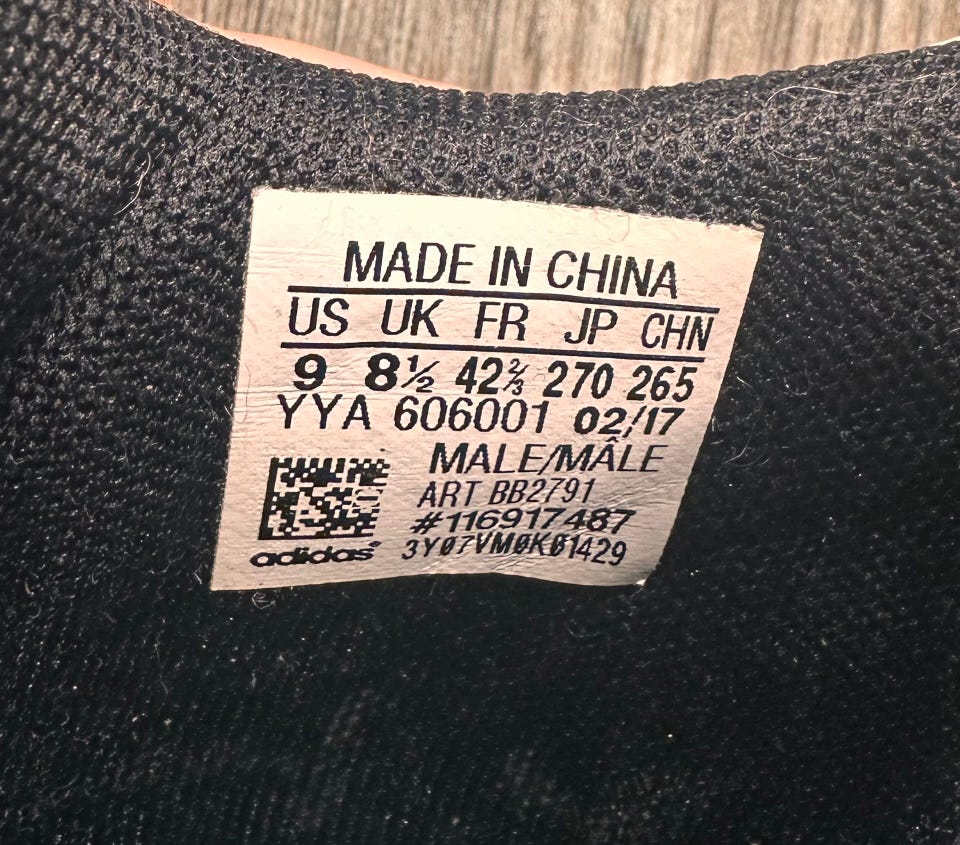 MADE IN CHINA
US UK FR JP CHN
9 8½ 42⅔ 270 265
YYA 606001 02/17
MALE/MÂLE
ART BB2791
#116917487
adidas® 3Y07VM0K01429